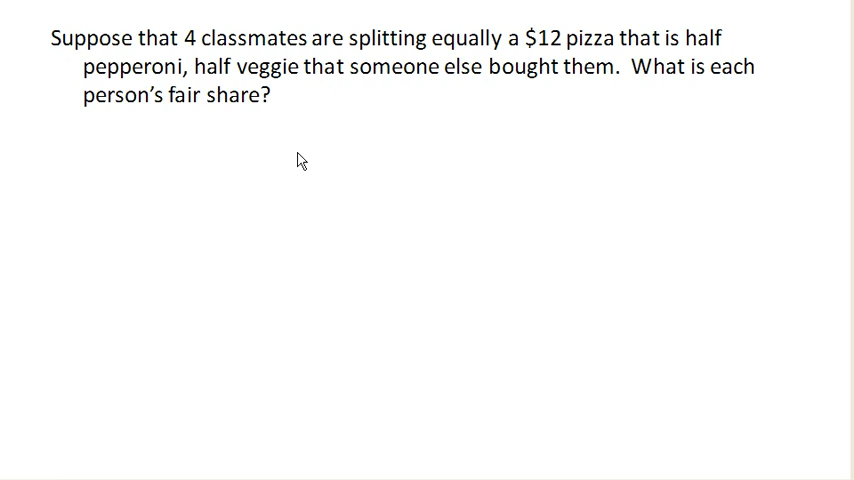 Suppose that 4 classmates are splitting equally a $12 pizza that is half
pepperoni, half veggie that someone else bought them.  What is each
person’s fair share?